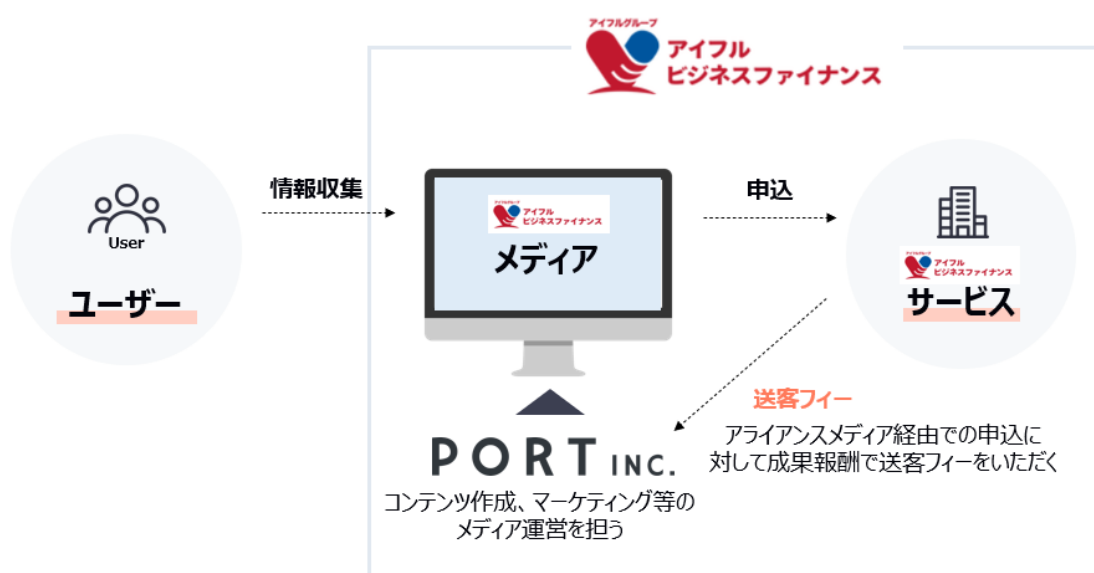 アイフルグループ
アイフル
ビジネスファイナンス
User
ユーザー
情報収集
アイフルグループ
アイフル
ビジネスファイナンス
メディア
申込
アイフルグループ
アイフル
ビジネスファイナンス
サービス
送客フィー
アライアンスメディア経由での申込に
対して成果報酬で送客フィーをいただく
PORT INC.
コンテンツ作成、マーケティング等の
メディア運営を担う